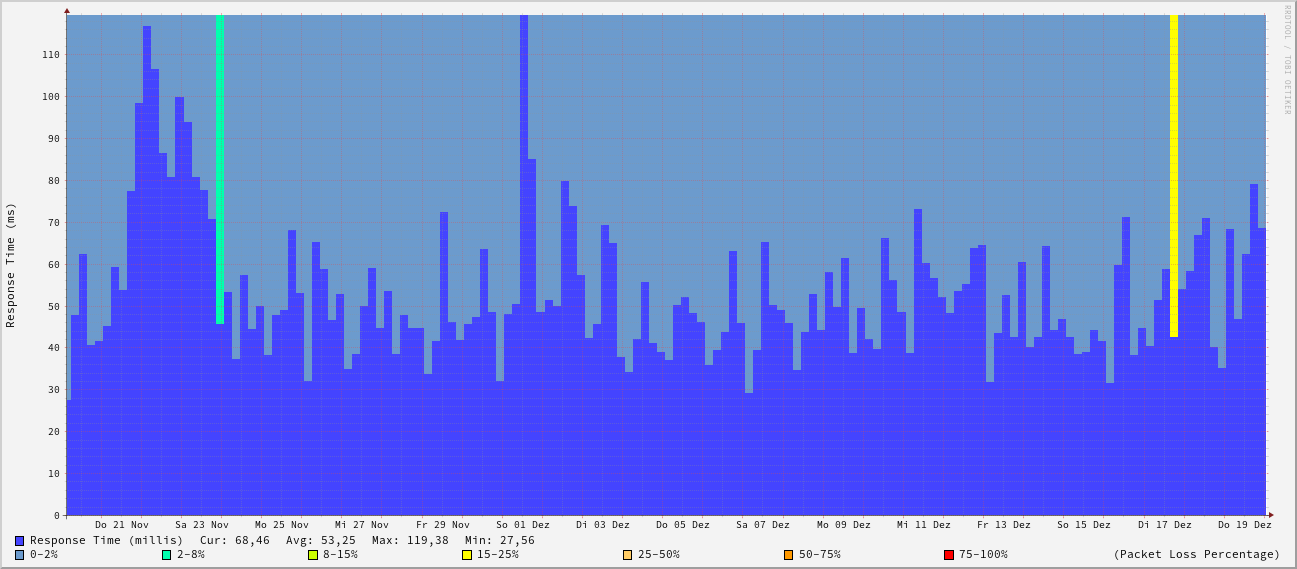 RRDTOOL / TOBI OETIKER
Response Time (ms)
110
100
90
80
70
60
50
40
30
20
10
0
Do 21 Nov Sa 23 Nov Mo 25 Nov Mi 27 Nov Fr 29 Nov So 01 Dez Di 03 Dez Do 05 Dez Sa 07 Dez Mo 09 Dez Mi 11 Dez Fr 13 Dez So 15 Dez Di 17 Dez Do 19 Dez
Response Time (millis) Cur: 68,46 Avg: 53,25 Max: 119,38 Min: 27,56
0-2% 2-8% 8-15% 15-25% 25-50% 50-75% 75-100% (Packet Loss Percentage)